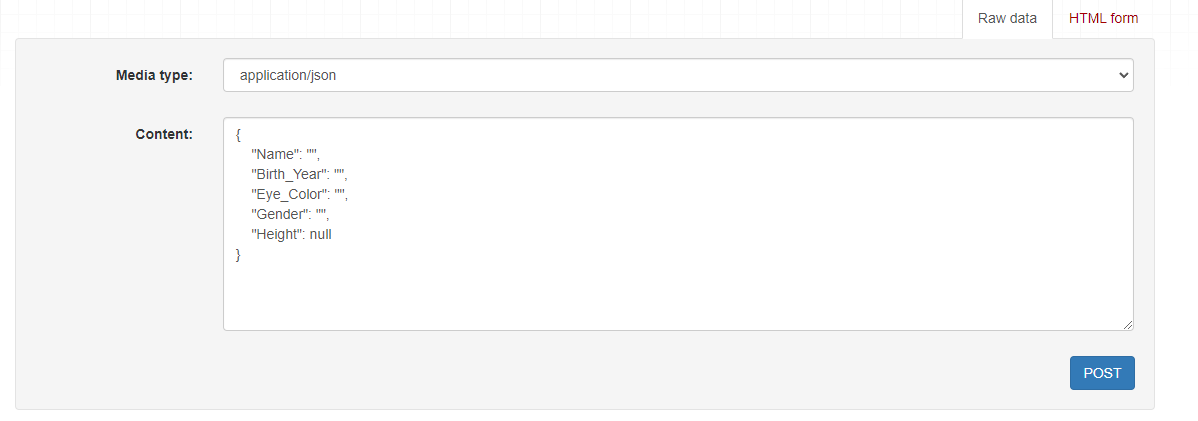 Raw data
HTML form
Media type:
application/json
Content:
{
    "Name": "",
    "Birth_Year": "",
    "Eye_Color": "",
    "Gender": "",
    "Height": null
}
POST